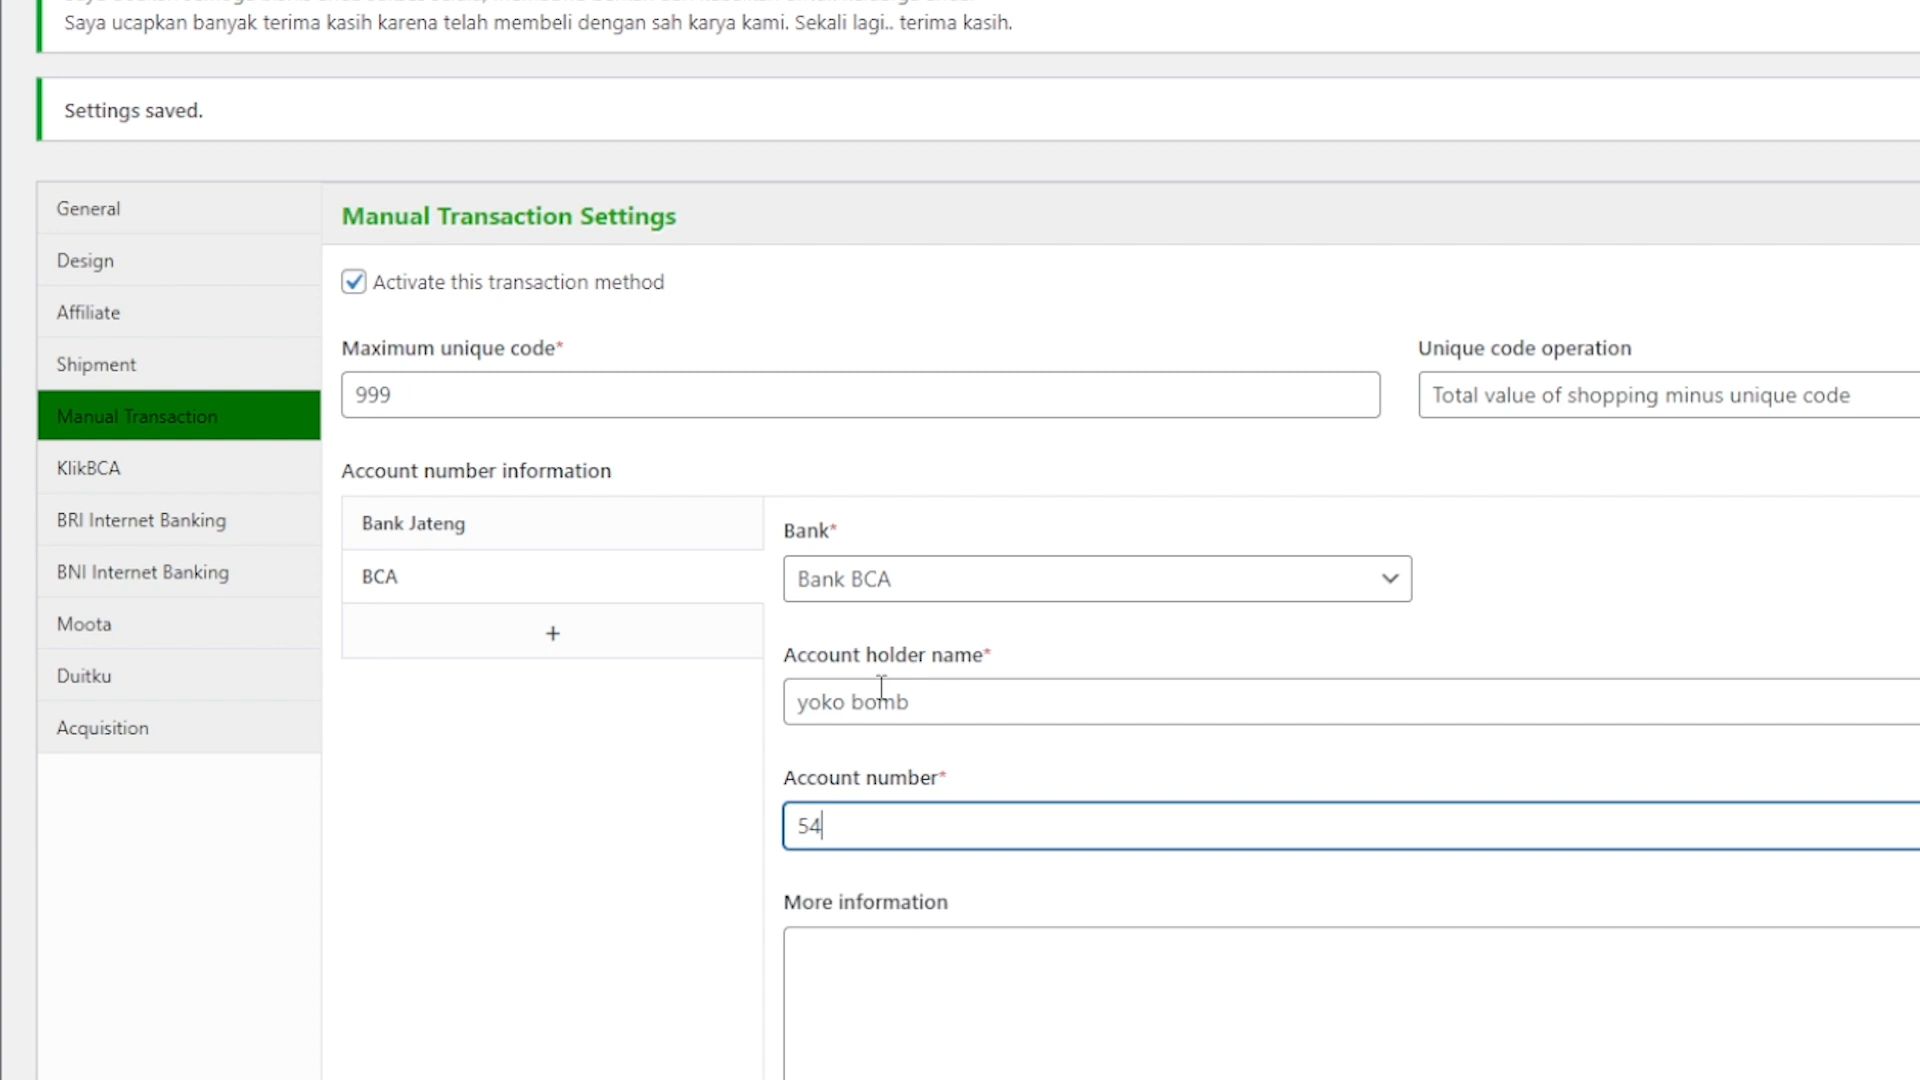 Saya ucapkan banyak terima kasih karena telah membeli dengan sah karya kami. Sekali lagi.. terima kasih.
Settings saved.
General
Design
Affiliate
Shipment
Manual Transaction
KlikBCA
BRI Internet Banking
BNI Internet Banking
Moota
Duitku
Acquisition
Manual Transaction Settings
Activate this transaction method
Maximum unique code*
999
Unique code operation
Total value of shopping minus unique code
Account number information
Bank Jateng
BCA
+
Bank*
Bank BCA
Account holder name*
yoko bomb
Account number*
54
More information